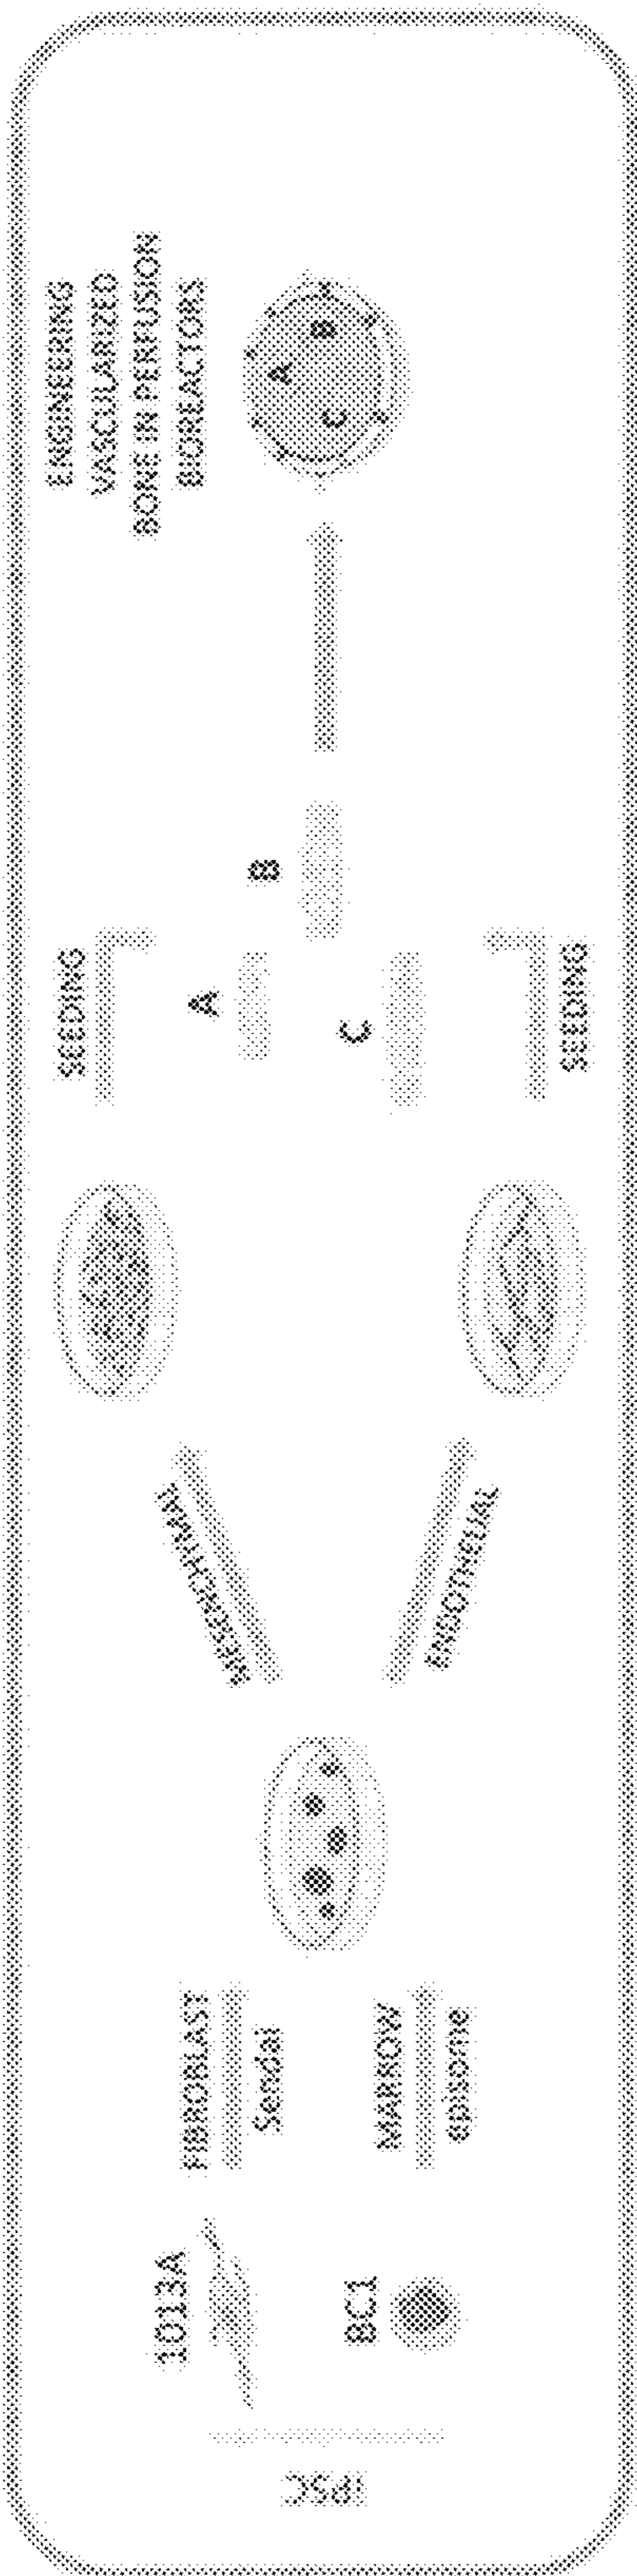 iPSC
1013A
BC1
FIBROBLAST
Sendai
MARROW
episome
MESENCHYMAL
ENDOTHELIAL
SEEDING
A
B
C
SEEDING
ENGINEERING
VASCULARIZED
BONE IN PERFUSION
BIOREACTORS
A
B
C